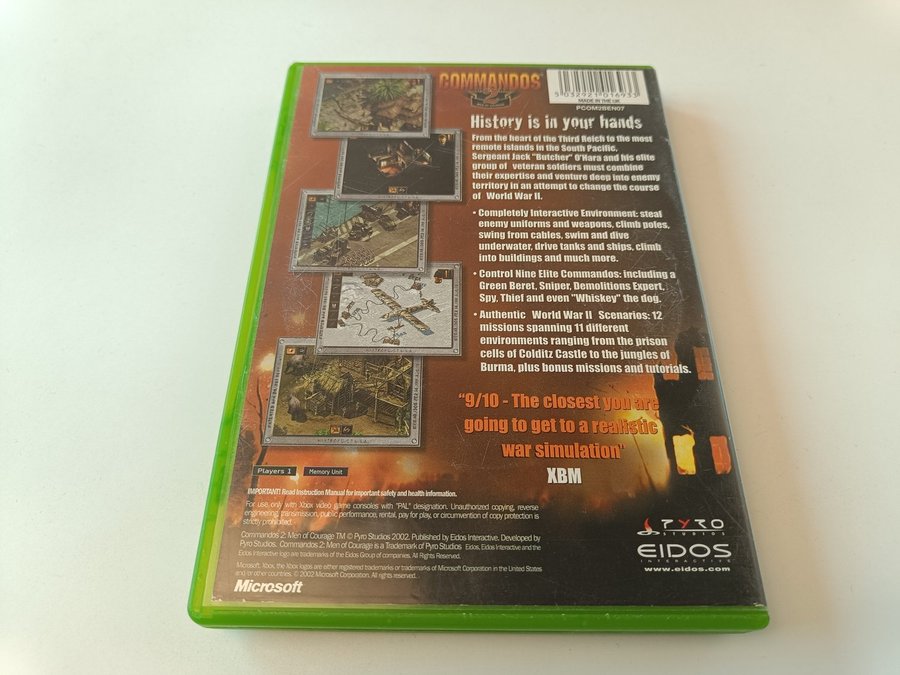 COMMANDOS
2
5 032921 016933
MADE IN THE UK
PCOM2BEN07
History is in your hands
From the heart of the Third Reich to the most
remote islands in the South Pacific,
Sergeant Jack "Butcher" O'Hara and his elite
group of veteran soldiers must combine
their expertise and venture deep into enemy
territory in an attempt to change the course
of World War II.
• Completely Interactive Environment: steal
enemy uniforms and weapons, climb poles,
swing from cables, swim and dive
underwater, drive tanks and ships, climb
into buildings and much more.
• Control Nine Elite Commandos: including a
Green Beret, Sniper, Demolitions Expert,
Spy, Thief and even "Whiskey" the dog.
• Authentic World War II Scenarios: 12
missions spanning 11 different
environments ranging from the prison
cells of Colditz Castle to the jungles of
Burma, plus bonus missions and tutorials.
"9/10 - The closest you are
going to get to a realistic
war simulation"
XBM
Players 1
Memory Unit
IMPORTANT! Read Instruction Manual for important safety and health information.
For use only with Xbox video game consoles with "PAL" designation. Unauthorized copying, reverse
engineering, transmission, public performance, rental, pay for play, or circumvention of copy protection is
strictly prohibited.
Commandos 2: Men of Courage TM © Pyro Studios 2002. Published by Eidos Interactive. Developed by
Pyro Studios. Commandos 2: Men of Courage is a Trademark of Pyro Studios. Eidos, Eidos Interactive and the
Eidos Interactive logo are trademarks of the Eidos Group of companies. All Rights Reserved.
Microsoft, Xbox, the Xbox logos are either registered trademarks or trademarks of Microsoft Corporation in the United States
and/or other countries. © 2002 Microsoft Corporation. All rights reserved.
Microsoft
PYRO
STUDIOS
EIDOS
INTERACTIVE
www.eidos.com